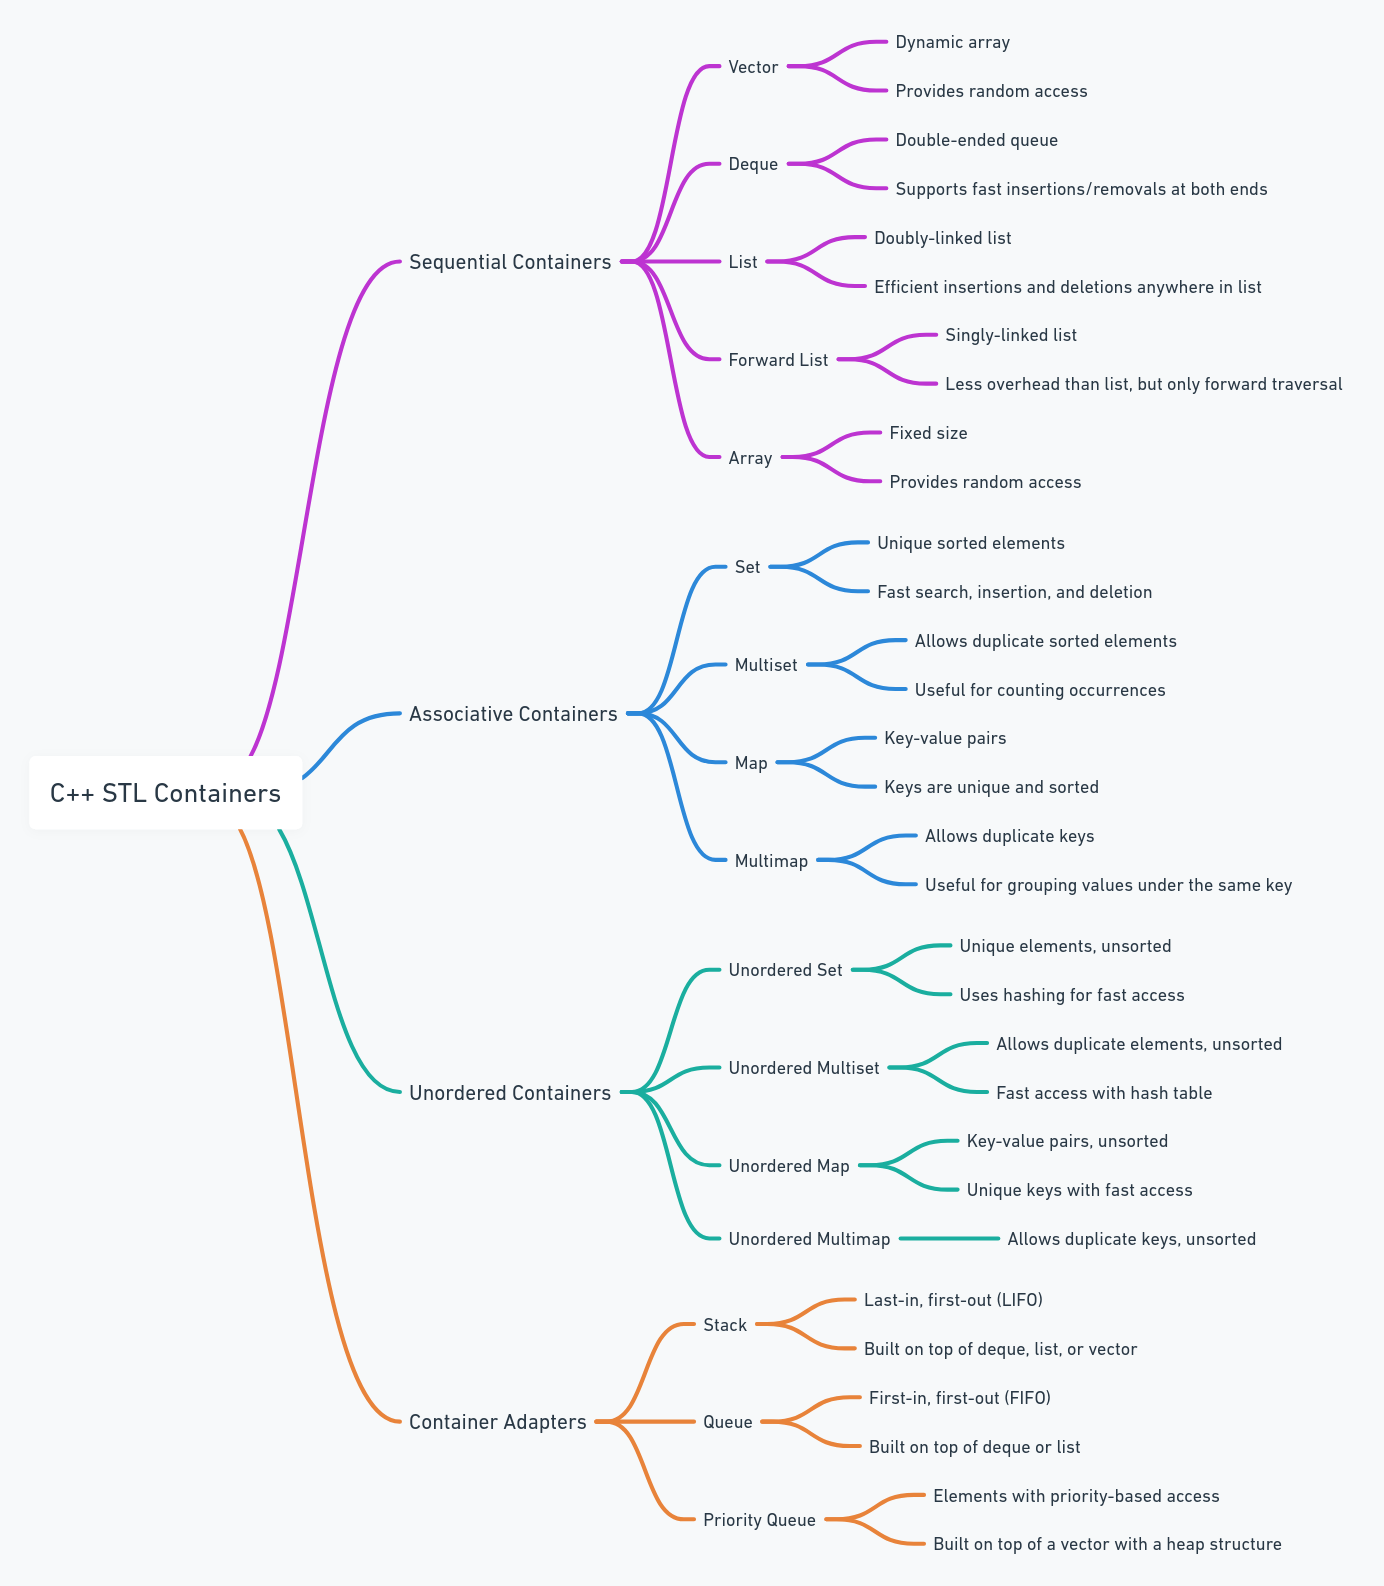 C++ STL Containers
Sequential Containers
Vector
Dynamic array
Provides random access
Deque
Double-ended queue
Supports fast insertions/removals at both ends
List
Doubly-linked list
Efficient insertions and deletions anywhere in list
Forward List
Singly-linked list
Less overhead than list, but only forward traversal
Array
Fixed size
Provides random access
Associative Containers
Set
Unique sorted elements
Fast search, insertion, and deletion
Multiset
Allows duplicate sorted elements
Useful for counting occurrences
Map
Key-value pairs
Keys are unique and sorted
Multimap
Allows duplicate keys
Useful for grouping values under the same key
Unordered Containers
Unordered Set
Unique elements, unsorted
Uses hashing for fast access
Unordered Multiset
Allows duplicate elements, unsorted
Fast access with hash table
Unordered Map
Key-value pairs, unsorted
Unique keys with fast access
Unordered Multimap
Allows duplicate keys, unsorted
Container Adapters
Stack
Last-in, first-out (LIFO)
Built on top of deque, list, or vector
Queue
First-in, first-out (FIFO)
Built on top of deque or list
Priority Queue
Elements with priority-based access
Built on top of a vector with a heap structure